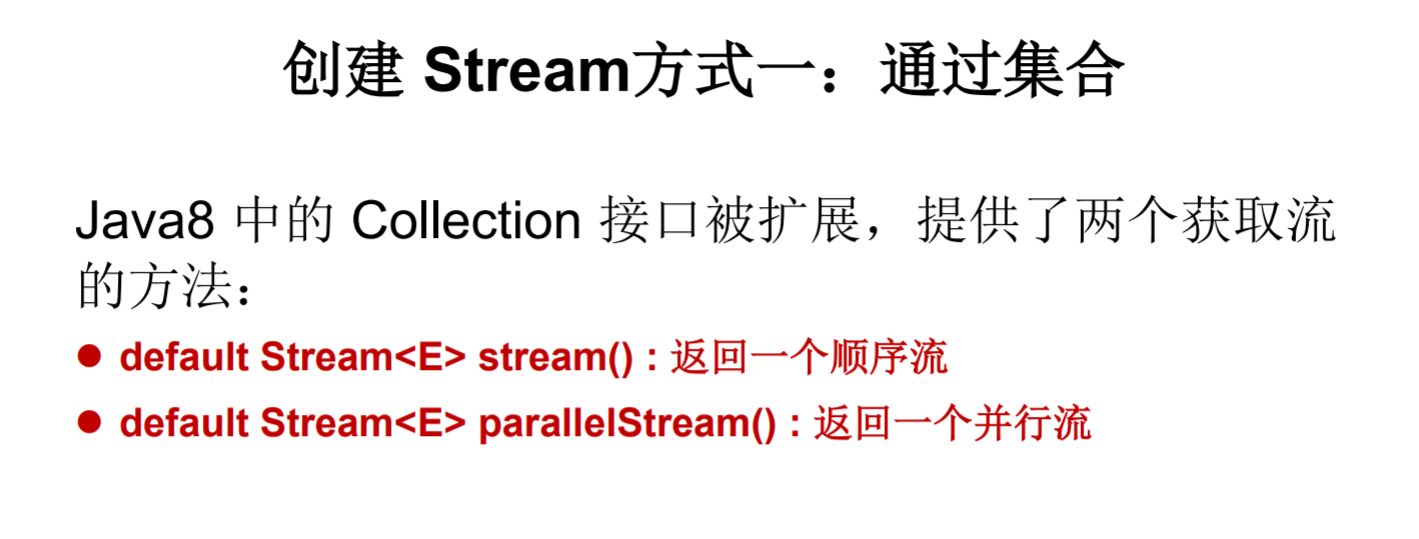 创建 Stream方式一：通过集合
Java8 中的 Collection 接口被扩展，提供了两个获取流
的方法：
● default Stream<E> stream() : 返回一个顺序流
● default Stream<E> parallelStream() : 返回一个并行流